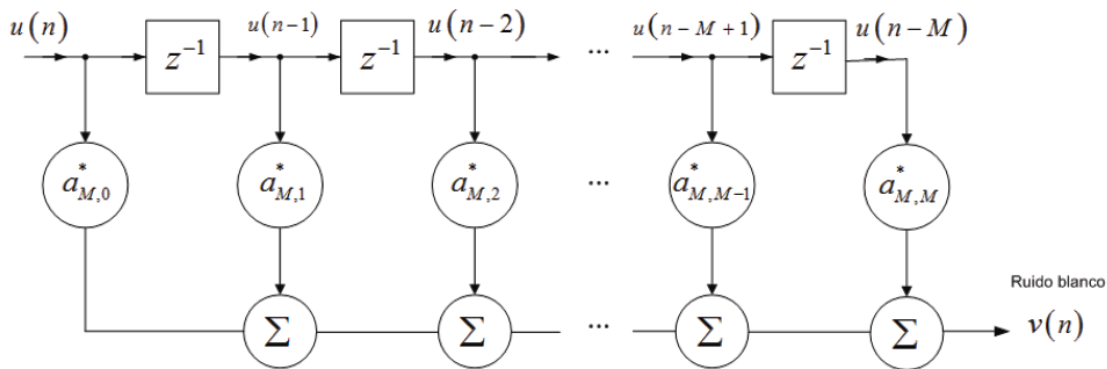 u(n) u(n−1) u(n−2) ... u(n−M+1) u(n−M)
z⁻¹ z⁻¹ z⁻¹
a*_{M,0} a*_{M,1} a*_{M,2} ... a*_{M,M−1} a*_{M,M}
Ruido blanco
Σ Σ ... Σ Σ v(n)